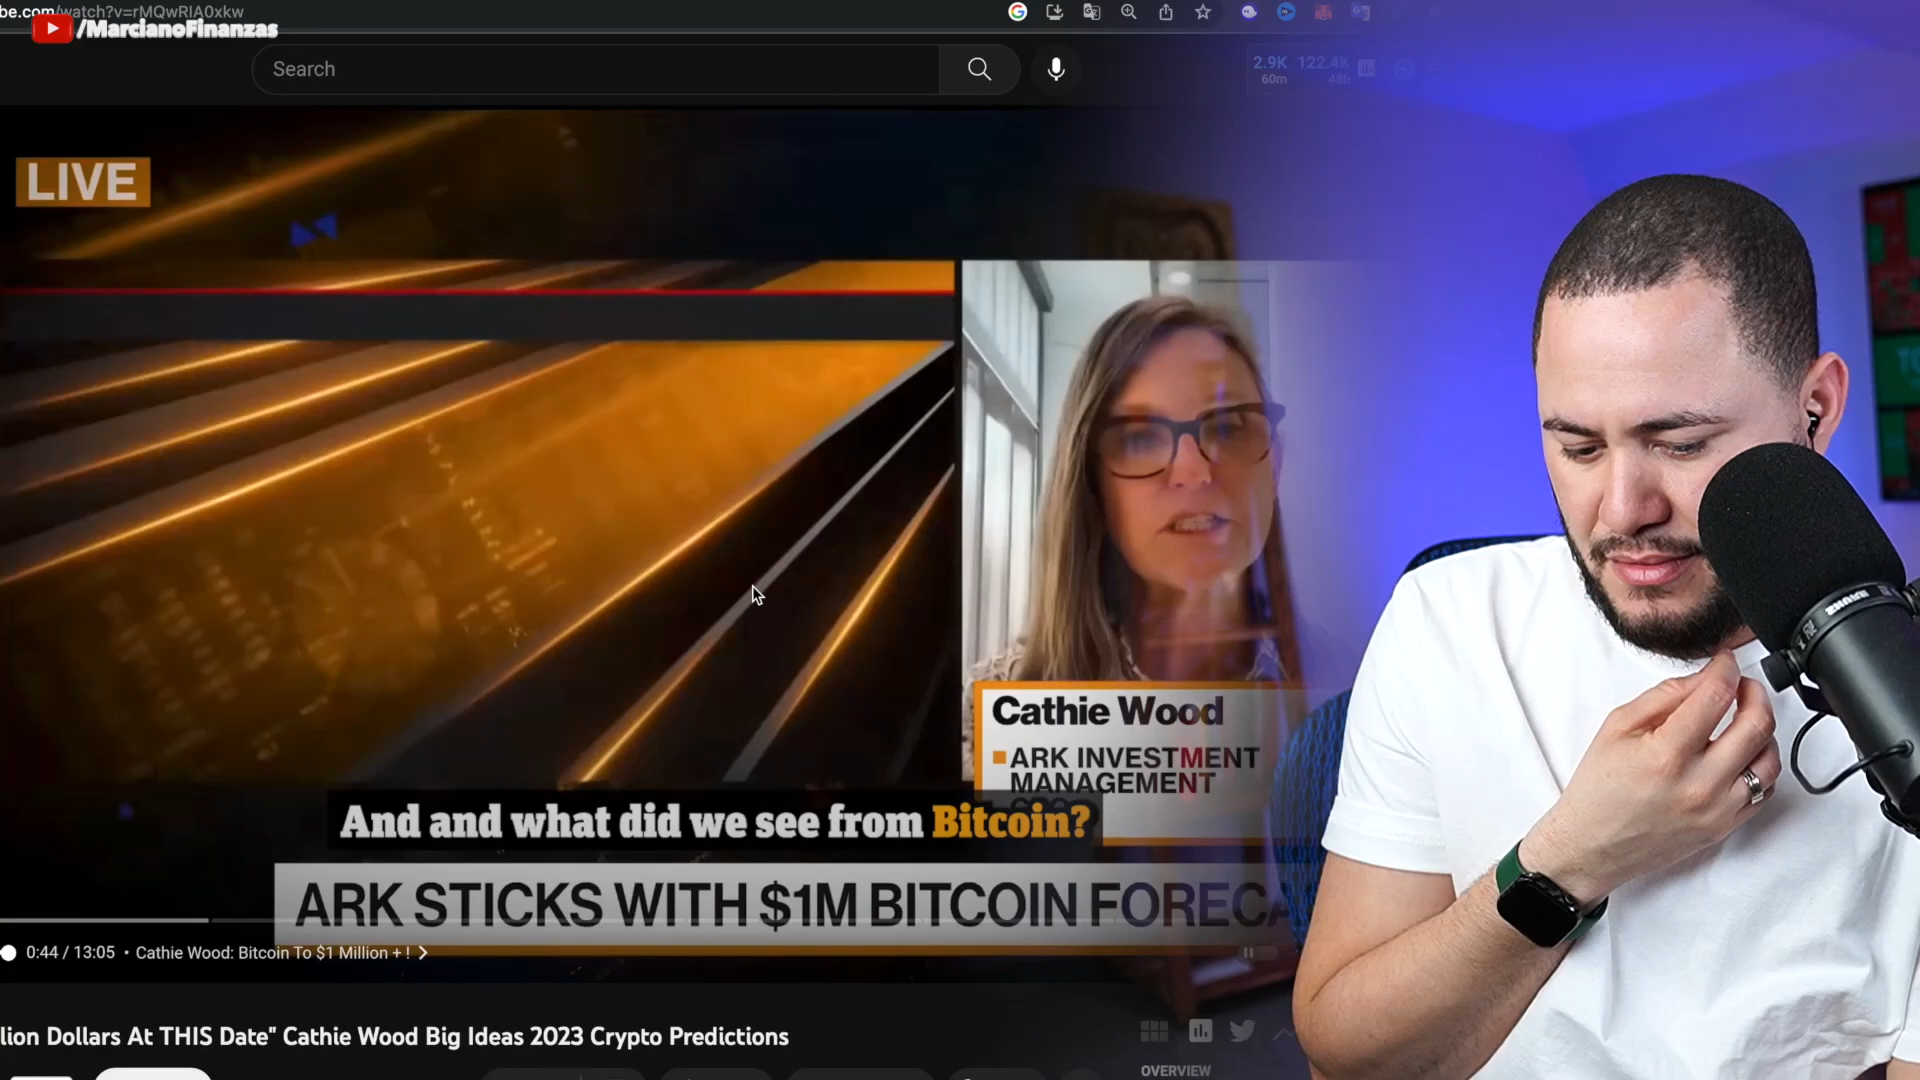 be.com/watch?v=rMQwRlA0xkw
/MarcianoFinanzas
Search
2.9K 122.4K
60m 48h
LIVE
Cathie Wood
ARK INVESTMENT
MANAGEMENT
And and what did we see from Bitcoin?
ARK STICKS WITH $1M BITCOIN FORECA
0:44 / 13:05 • Cathie Wood: Bitcoin To $1 Million + !
lion Dollars At THIS Date" Cathie Wood Big Ideas 2023 Crypto Predictions
OVERVIEW
SHURE